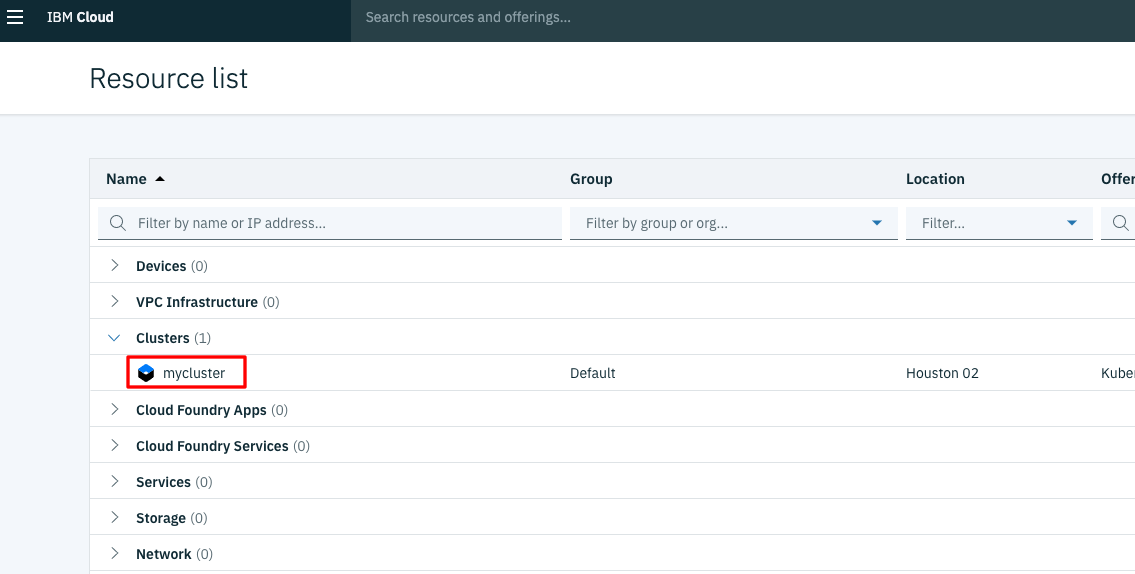 IBM Cloud Search resources and offerings...
Resource list
Name Group Location Offer
Filter by name or IP address... Filter by group or org... Filter...
Devices (0)
VPC Infrastructure (0)
Clusters (1)
mycluster Default Houston 02 Kuber
Cloud Foundry Apps (0)
Cloud Foundry Services (0)
Services (0)
Storage (0)
Network (0)